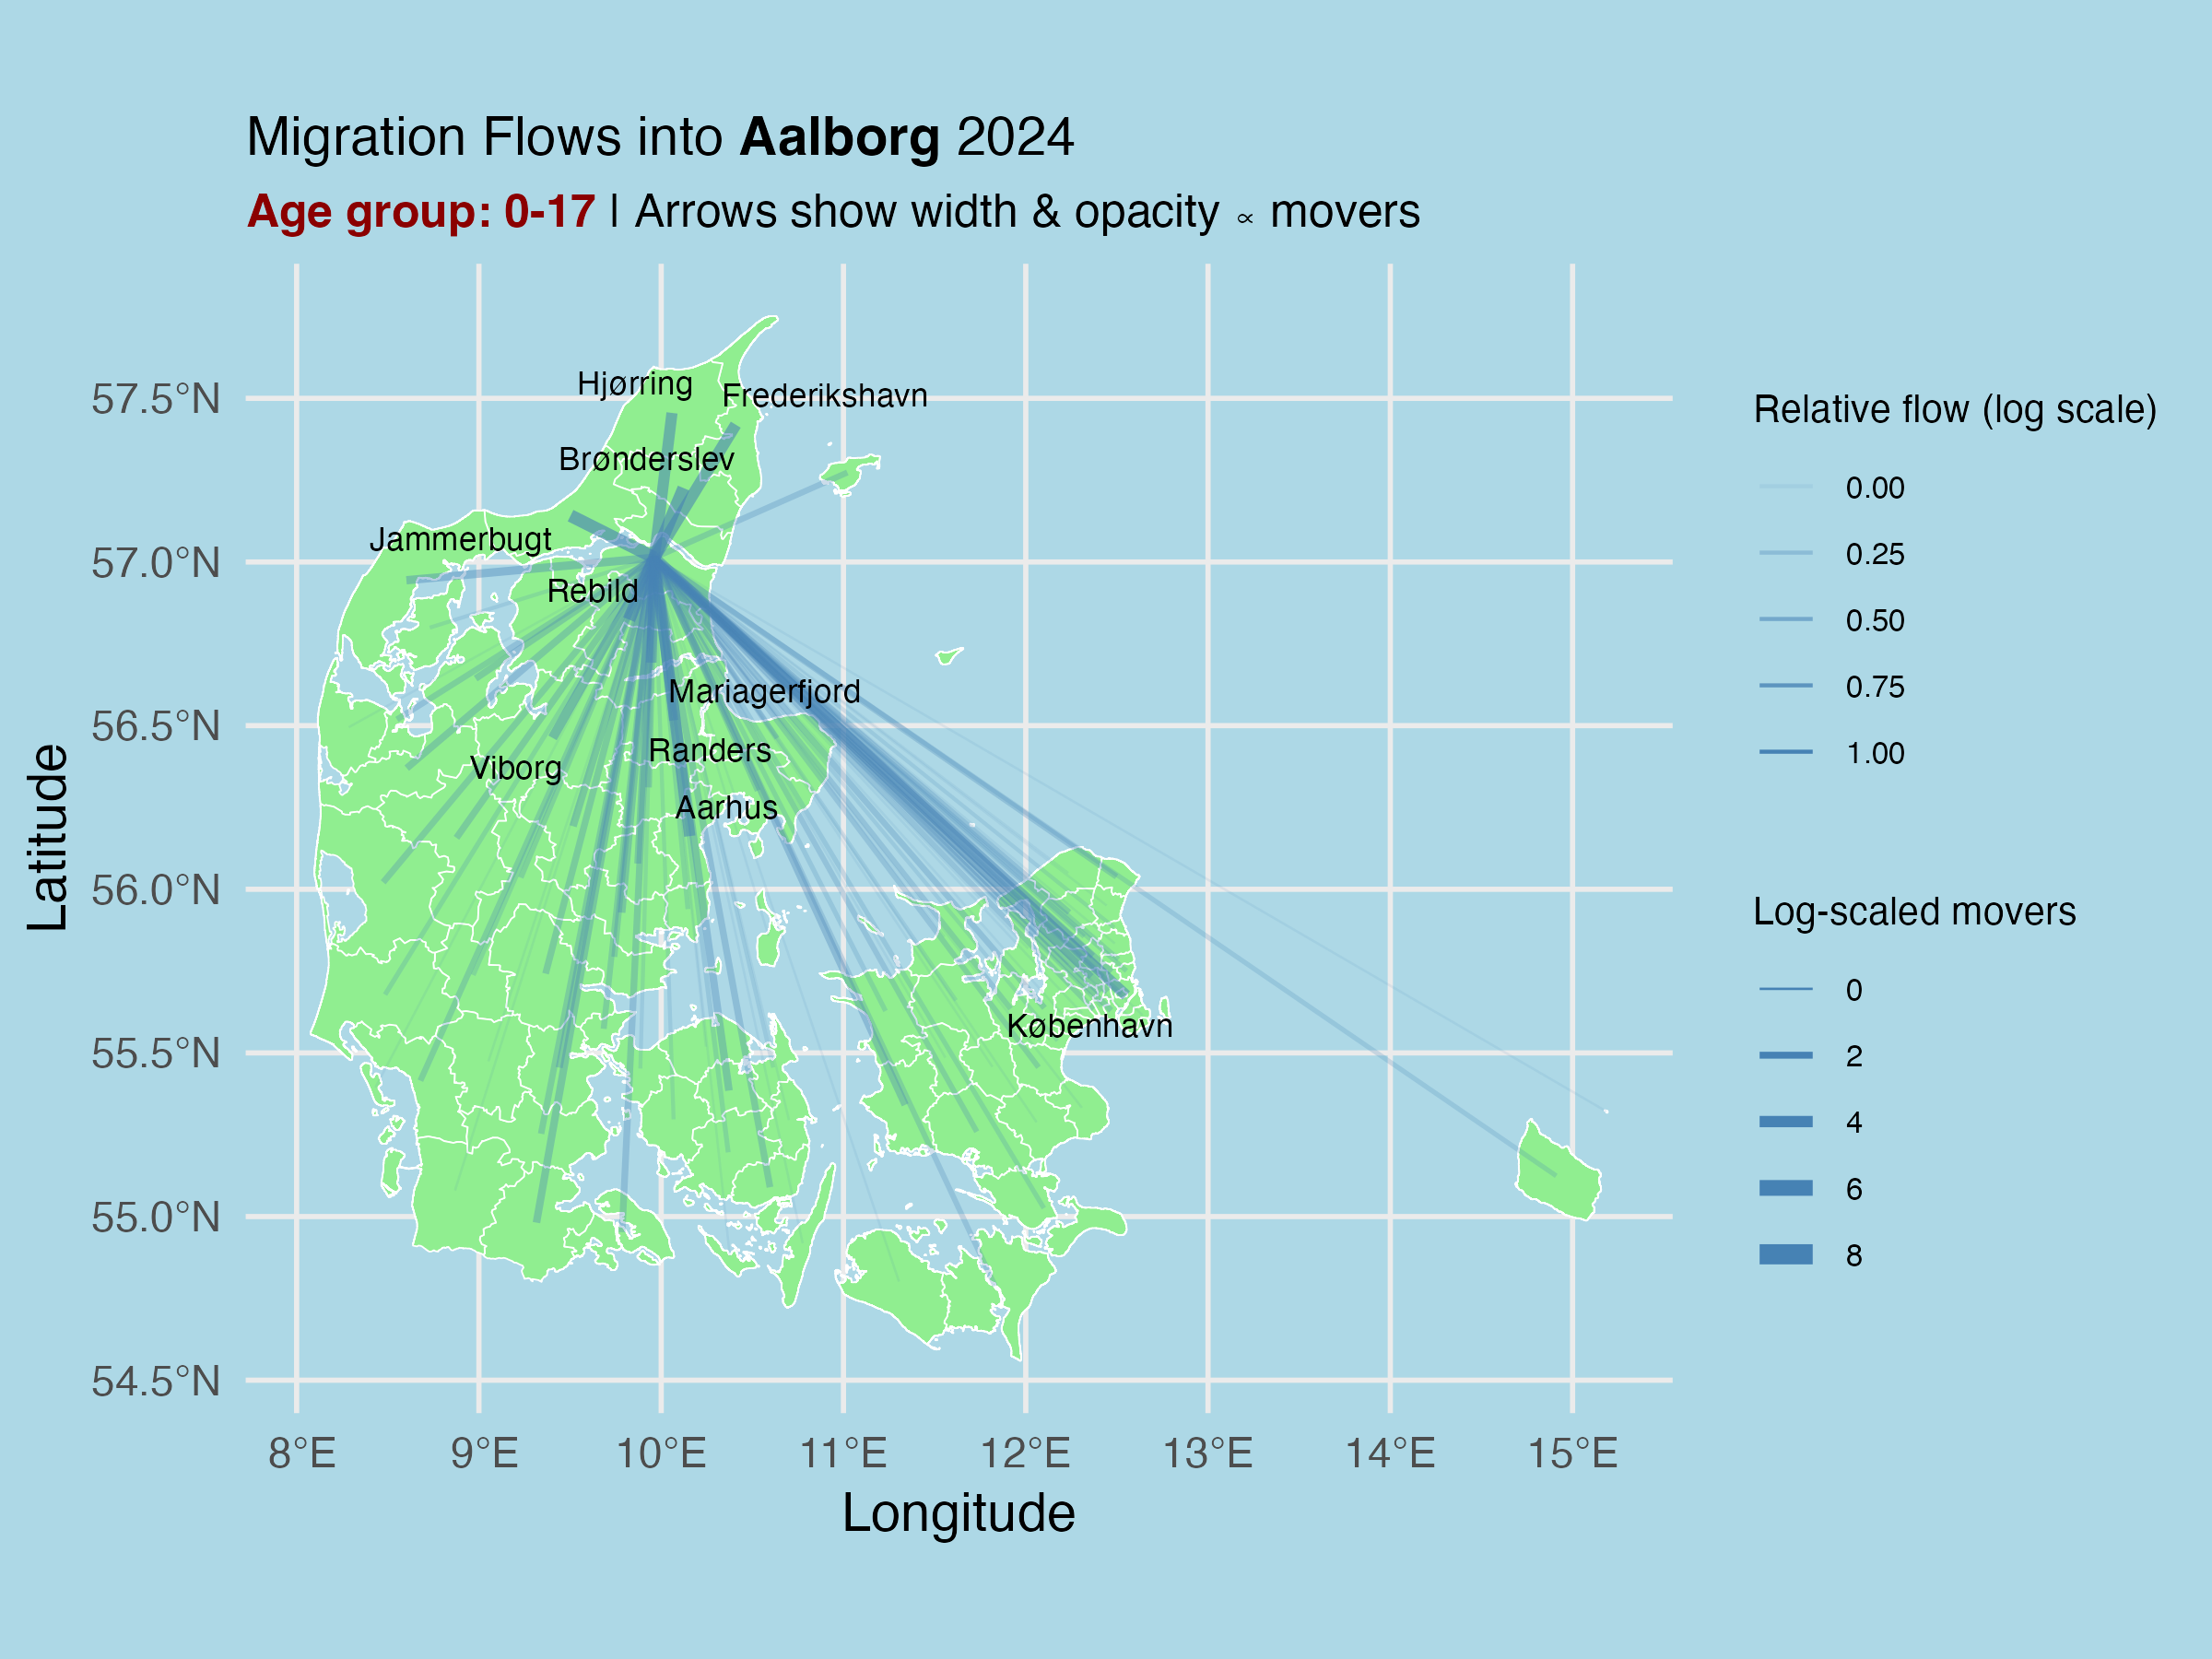 Migration Flows into Aalborg 2024
Age group: 0-17 | Arrows show width & opacity ∝ movers
Latitude
57.5°N
57.0°N
56.5°N
56.0°N
55.5°N
55.0°N
54.5°N
Hjørring
Frederikshavn
Brønderslev
Jammerbugt
Rebild
Mariagerfjord
Randers
Viborg
Aarhus
København
8°E
9°E
10°E
11°E
12°E
13°E
14°E
15°E
Longitude
Relative flow (log scale)
0.00
0.25
0.50
0.75
1.00
Log-scaled movers
0
2
4
6
8